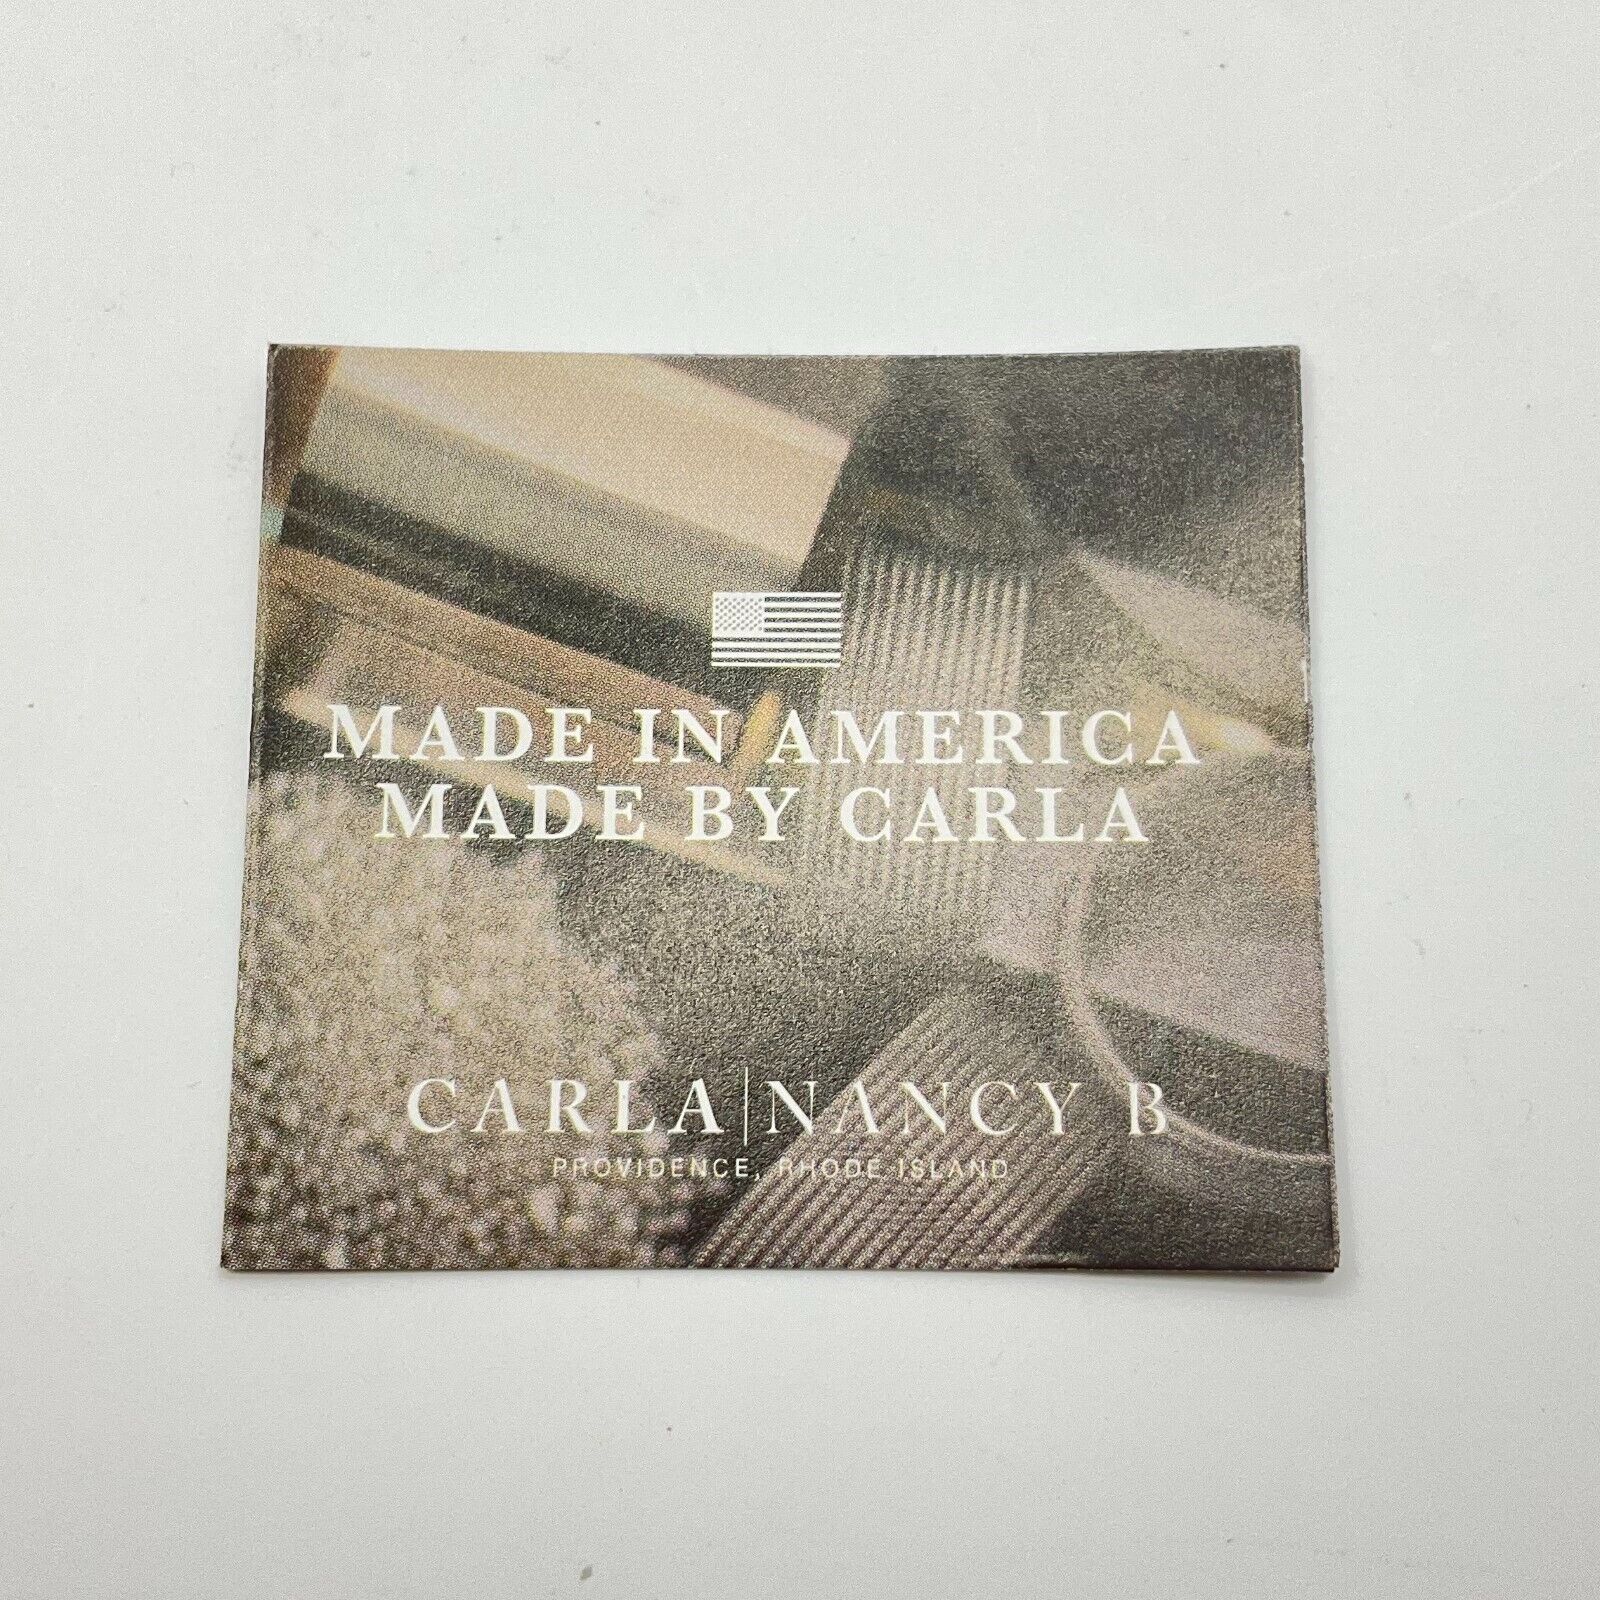 MADE IN AMERICA
MADE BY CARLA
CARLA|NANCY B
PROVIDENCE, RHODE ISLAND